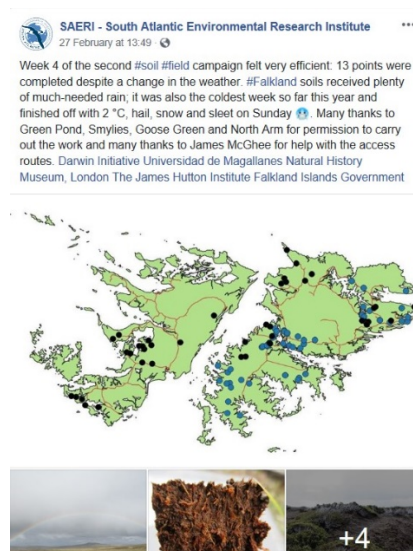 SAERI - South Atlantic Environmental Research Institute
27 February at 13:49 ·
Week 4 of the second #soil #field campaign felt very efficient: 13 points were
completed despite a change in the weather. #Falkland soils received plenty
of much-needed rain; it was also the coldest week so far this year and
finished off with 2 °C, hail, snow and sleet on Sunday 🥶. Many thanks to
Green Pond, Smylies, Goose Green and North Arm for permission to carry
out the work and many thanks to James McGhee for help with the access
routes. Darwin Initiative Universidad de Magallanes Natural History
Museum, London The James Hutton Institute Falkland Islands Government
+4